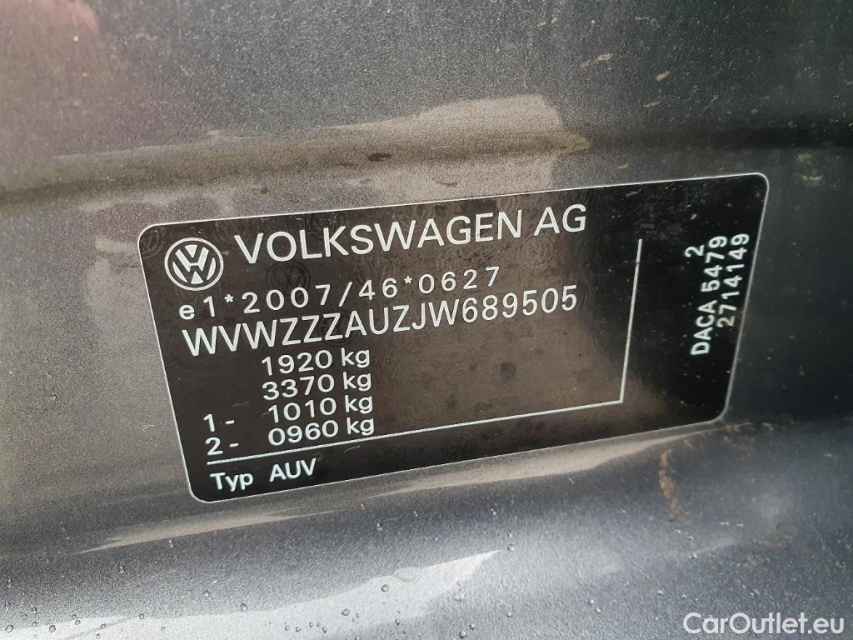 VOLKSWAGEN AG
e1*2007/46*0627
WVWZZZAUZJW689505
1920 kg
3370 kg
1- 1010 kg
2- 0960 kg
Typ AUV
2
DACA 5479
2714149
CarOutlet.eu